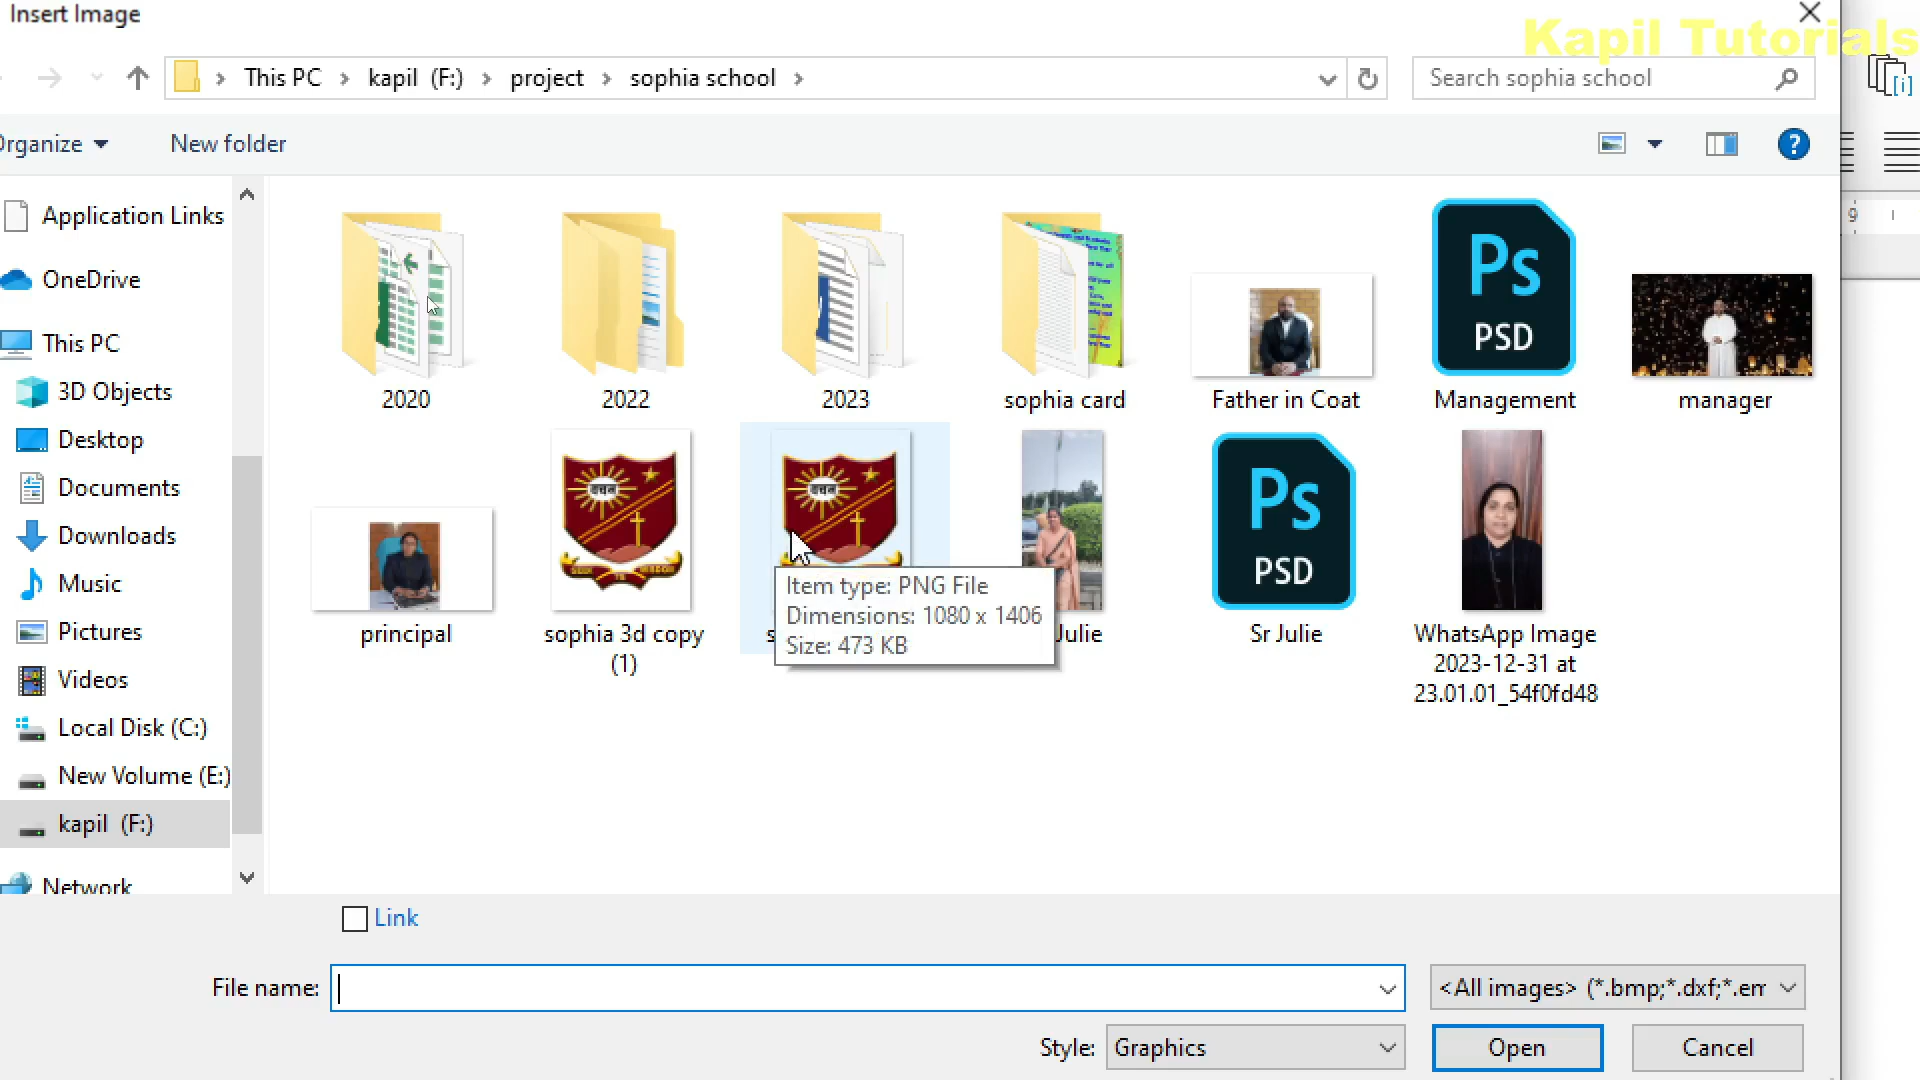 Insert Image
Kapil Tutorials
This PC
kapil (F:)
project
sophia school
Search sophia school
Organize
New folder
?
Application Links
OneDrive
This PC
3D Objects
Desktop
Documents
Downloads
Music
Pictures
Videos
Local Disk (C:)
New Volume (E:)
kapil (F:)
Network
2020
2022
2023
sophia card
Father in Coat
Ps
PSD
Management
manager
principal
sophia 3d copy
(1)
Item type: PNG File
Dimensions: 1080 x 1406
Size: 473 KB
Julie
Ps
PSD
Sr Julie
WhatsApp Image
2023-12-31 at
23.01.01_54f0fd48
9
[i]
Link
File name:
<All images> (*.bmp;*.dxf;*.em
Style:
Graphics
Open
Cancel